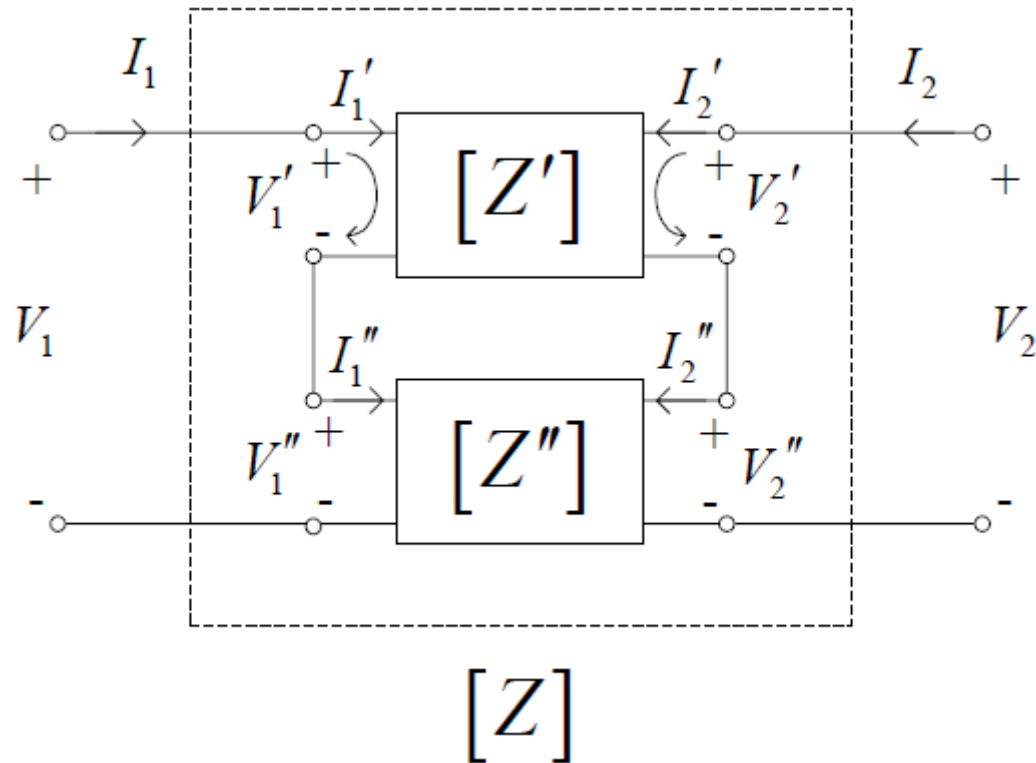 I₁ I₁′ I₂′ I₂
+ + + +
V₁′ [Z′] V₂′
- -
V₁ I₁″ I₂″ V₂
+ +
V₁″ [Z″] V₂″
- - - -
[Z]